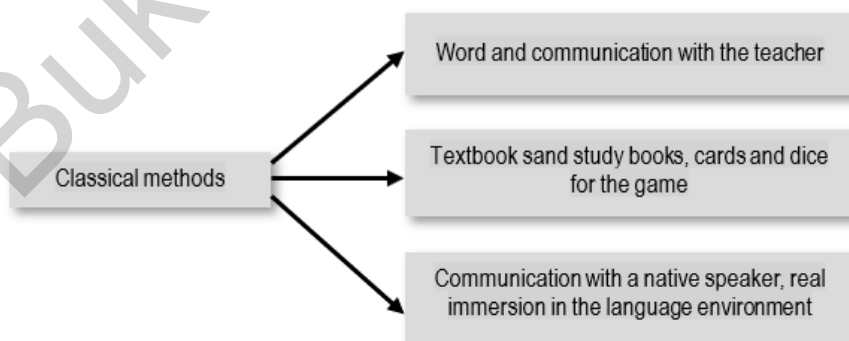 Buk
Word and communication with the teacher
Classical methods
Textbook sand study books, cards and dice
for the game
Communication with a native speaker, real
immersion in the language environment